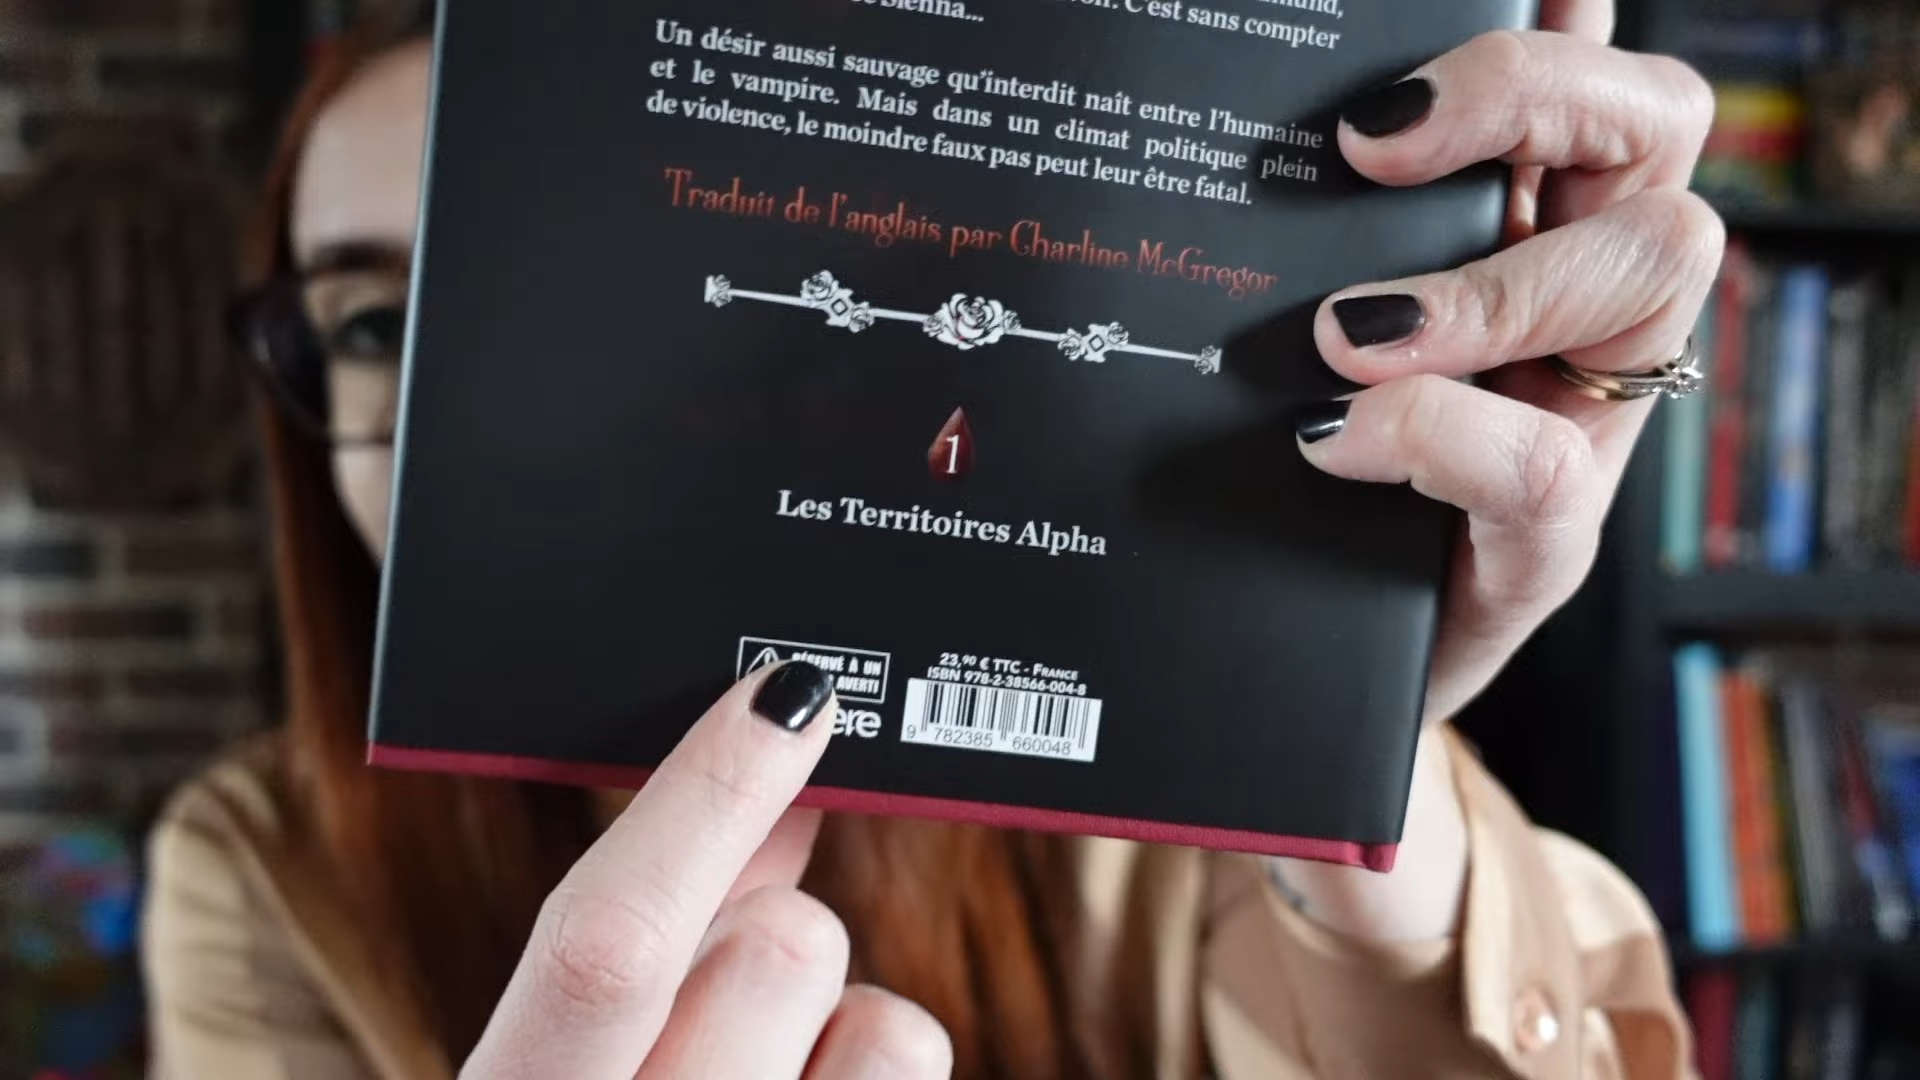 C'est sans compter
Sienna...
Un désir aussi sauvage qu'interdit naît entre l'humaine
et le vampire. Mais dans un climat politique plein
de violence, le moindre faux pas peut leur être fatal.
Traduit de l'anglais par Charline McGregor
1
Les Territoires Alpha
RÉSERVÉ À UN
AVERTI
ère
23,90 € TTC - FRANCE
ISBN 978-2-38566-004-8
9 782385 660048